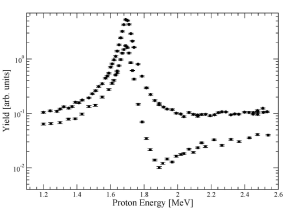 10⁰
10⁻¹
10⁻²
Yield [arb. units]
1.2 1.4 1.6 1.8 2 2.2 2.4 2.6
Proton Energy [MeV]